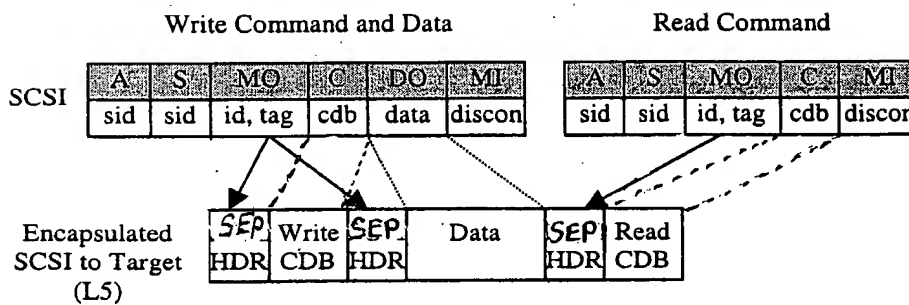 Write Command and Data Read Command
A S MO C DO MI A S MO C MI
SCSI sid sid id, tag cdb data discon sid sid id, tag cdb discon
Encapsulated SEP Write SEP Data SEP Read
SCSI to Target HDR CDB HDR HDR CDB
(L5)